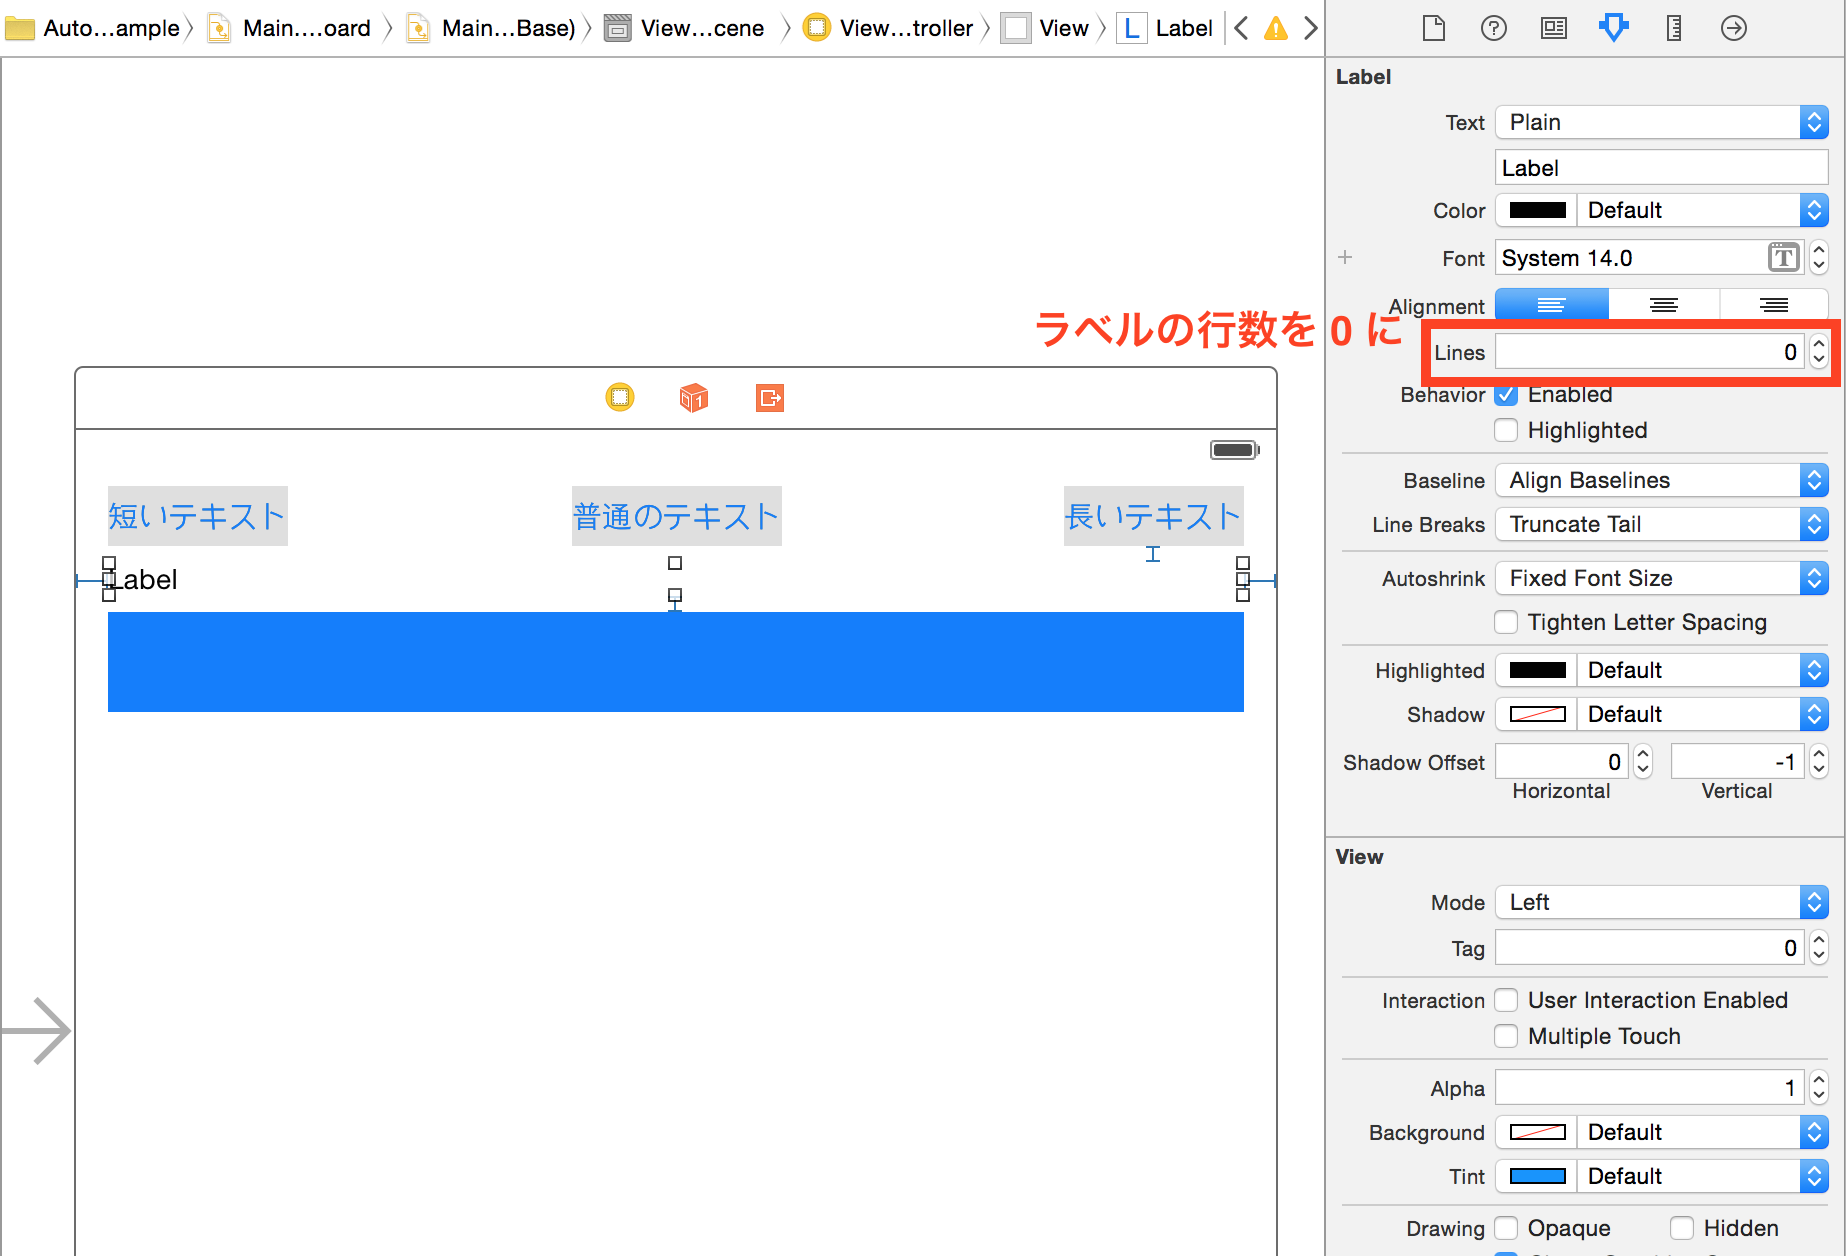 Auto...ample Main....oard Main...Base) View...cene View...troller View L Label
Label
Text Plain
Label
Color Default
Font System 14.0 T
Alignment
ラベルの行数を 0 に
Lines 0
Behavior Enabled
Highlighted
Baseline Align Baselines
Line Breaks Truncate Tail
Autoshrink Fixed Font Size
Tighten Letter Spacing
Highlighted Default
Shadow Default
Shadow Offset 0 -1
Horizontal Vertical
View
Mode Left
Tag 0
Interaction User Interaction Enabled
Multiple Touch
Alpha 1
Background Default
Tint Default
Drawing Opaque Hidden
短いテキスト 普通のテキスト 長いテキスト
Label